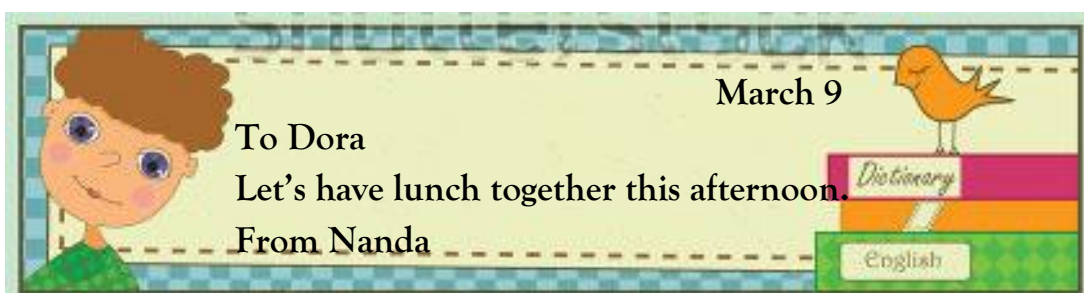 March 9
To Dora
Let's have lunch together this afternoon.
From Nanda
Dictionary
English